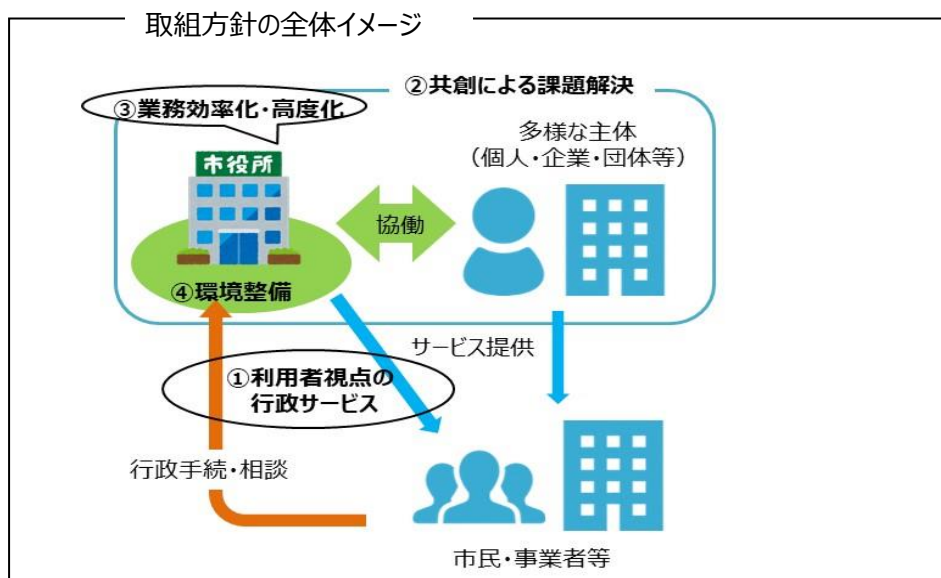 取組方針の全体イメージ
②共創による課題解決
③業務効率化・高度化
多様な主体
（個人・企業・団体等）
市役所
協働
④環境整備
サービス提供
①利用者視点の
行政サービス
行政手続・相談
市民・事業者等